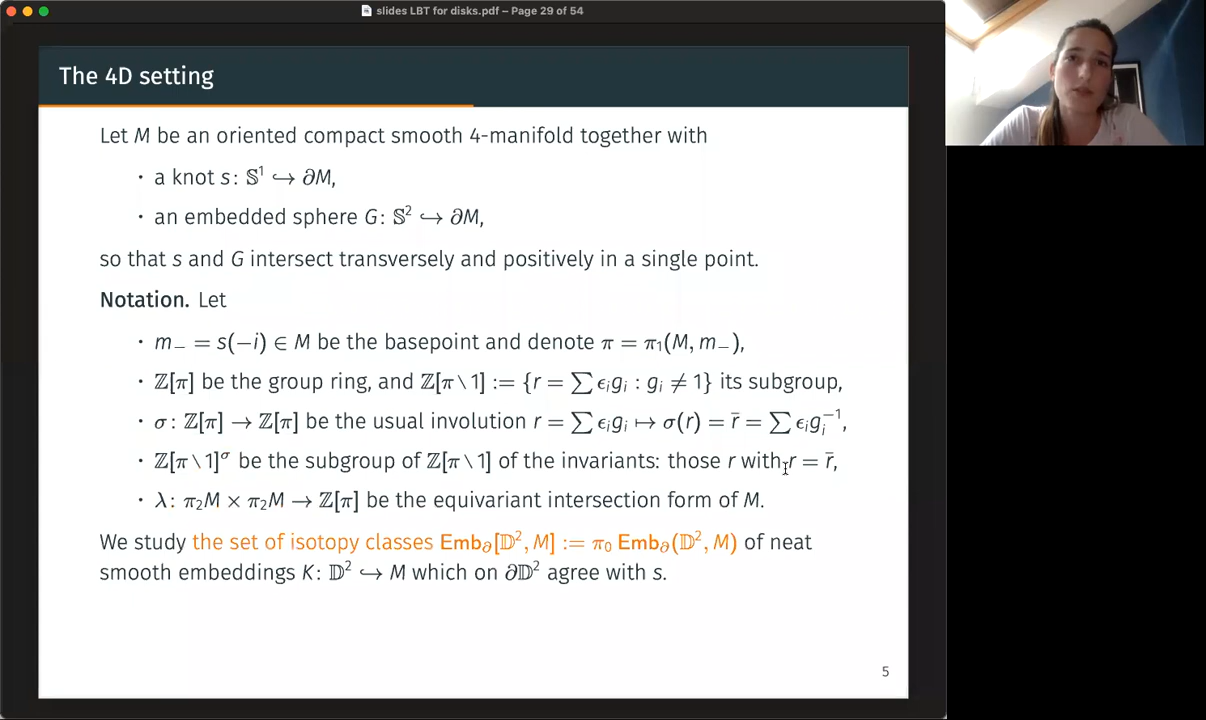 slides LBT for disks.pdf – Page 29 of 54
The 4D setting
Let M be an oriented compact smooth 4-manifold together with
· a knot s: 𝕊¹ ↪ ∂M,
· an embedded sphere G: 𝕊² ↪ ∂M,
so that s and G intersect transversely and positively in a single point.
Notation. Let
· m₋ = s(−i) ∈ M be the basepoint and denote π = π₁(M, m₋),
· ℤ[π] be the group ring, and ℤ[π \ 1] := {r = ∑ ϵᵢgᵢ : gᵢ ≠ 1} its subgroup,
· σ: ℤ[π] → ℤ[π] be the usual involution r = ∑ ϵᵢgᵢ ↦ σ(r) = r̄ = ∑ ϵᵢgᵢ⁻¹,
· ℤ[π \ 1]^σ be the subgroup of ℤ[π \ 1] of the invariants: those r with r = r̄,
· λ: π₂M × π₂M → ℤ[π] be the equivariant intersection form of M.
We study the set of isotopy classes Emb∂[𝔻², M] := π₀ Emb∂(𝔻², M) of neat
smooth embeddings K: 𝔻² ↪ M which on ∂𝔻² agree with s.
5